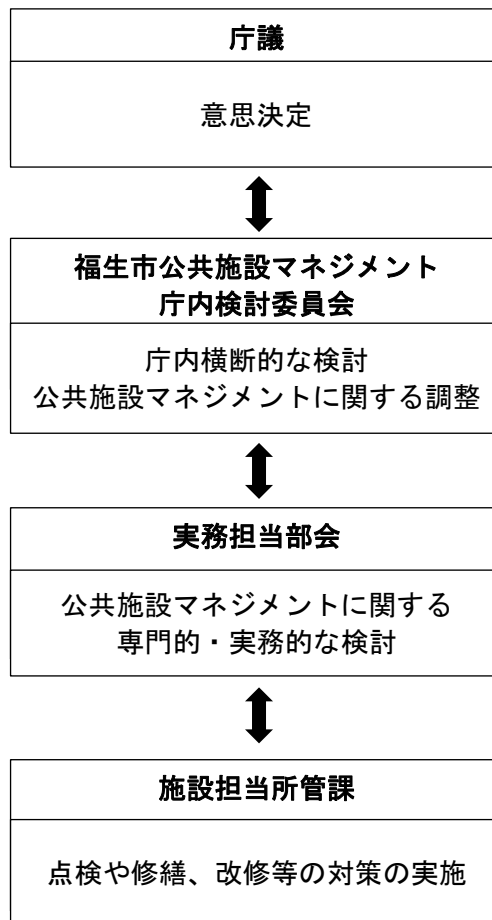 庁議
意思決定
福生市公共施設マネジメント
庁内検討委員会
庁内横断的な検討
公共施設マネジメントに関する調整
実務担当部会
公共施設マネジメントに関する
専門的・実務的な検討
施設担当所管課
点検や修繕、改修等の対策の実施